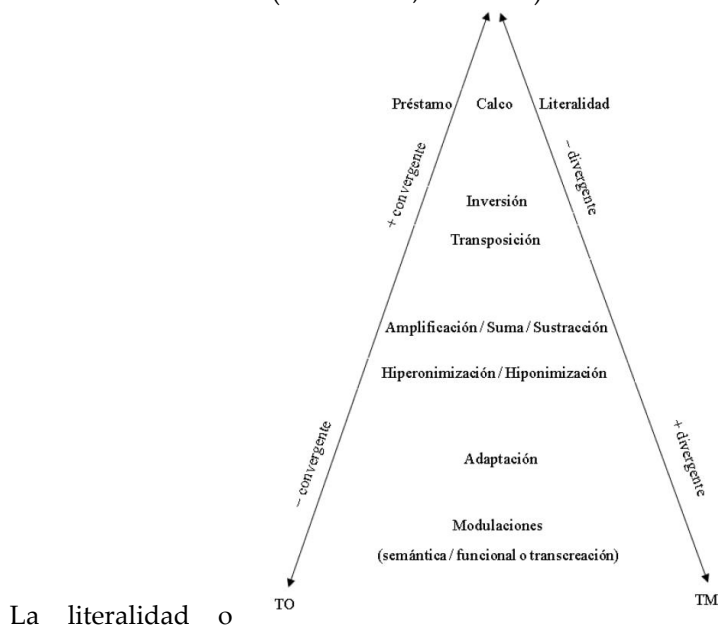 Préstamo Calco Literalidad
+ convergente
– divergente
Inversión
Transposición
Amplificación / Suma / Sustracción
Hiperonimización / Hiponimización
– convergente
+ divergente
Adaptación
Modulaciones
(semántica / funcional o transcreación)
TO TM
La literalidad o